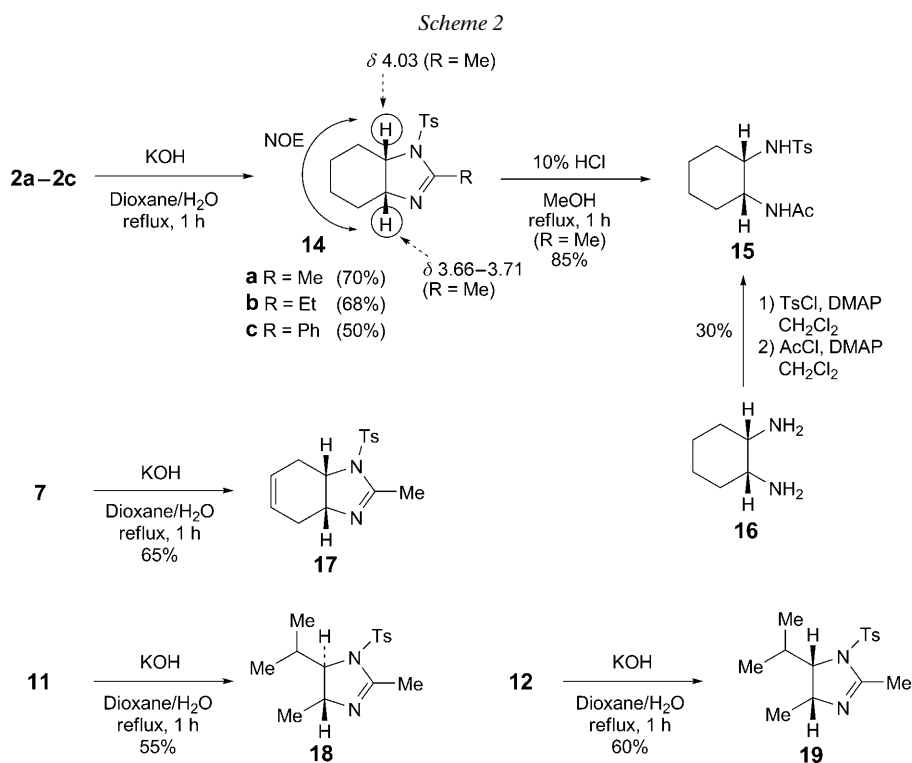 Scheme 2
δ 4.03 (R = Me)
NOE
H
Ts
N
R
N
H
2a–2c
KOH
Dioxane/H2O
reflux, 1 h
14
a R = Me (70%)
b R = Et (68%)
c R = Ph (50%)
δ 3.66–3.71
(R = Me)
10% HCl
MeOH
reflux, 1 h
(R = Me)
85%
H
NHTs
NHAc
H
15
30%
1) TsCl, DMAP
CH2Cl2
2) AcCl, DMAP
CH2Cl2
H
NH2
NH2
H
16
7
KOH
Dioxane/H2O
reflux, 1 h
65%
H
Ts
N
Me
N
H
17
11
KOH
Dioxane/H2O
reflux, 1 h
55%
Me
H
Ts
Me
N
Me
Me
N
H
18
12
KOH
Dioxane/H2O
reflux, 1 h
60%
Me
H
Ts
Me
N
Me
Me
N
H
19